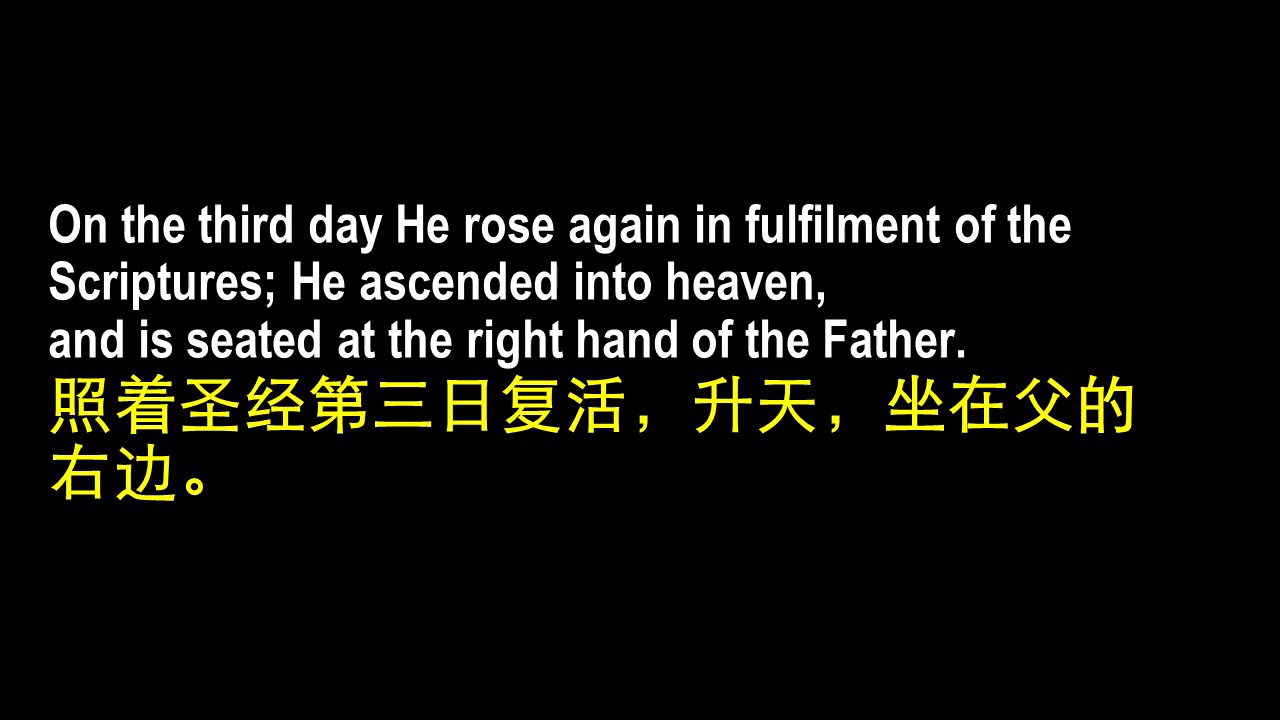 On the third day He rose again in fulfilment of the
Scriptures; He ascended into heaven,
and is seated at the right hand of the Father.
照着圣经第三日复活，升天，坐在父的
右边。